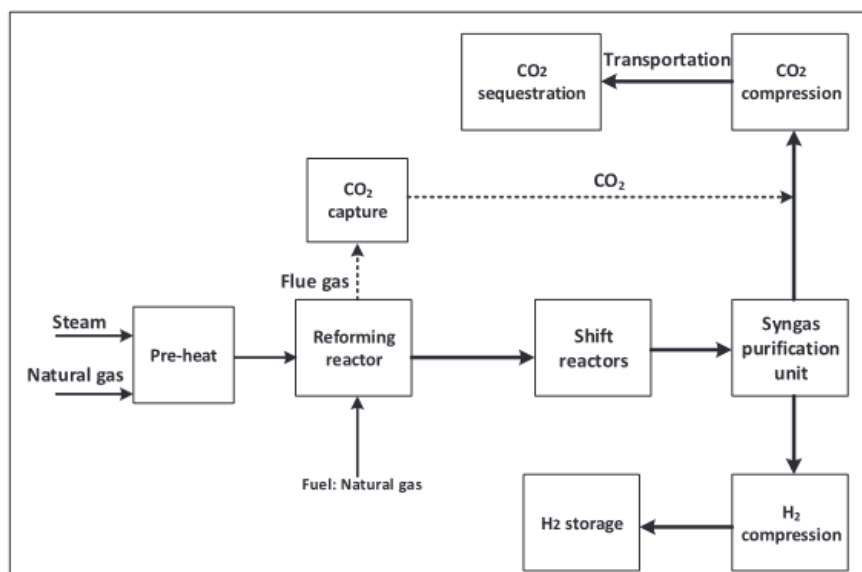 CO2
sequestration
Transportation
CO2
compression
CO₂
capture
CO₂
Flue gas
Steam
Natural gas
Pre-heat
Reforming
reactor
Shift
reactors
Syngas
purification
unit
Fuel: Natural gas
H2 storage
H₂
compression